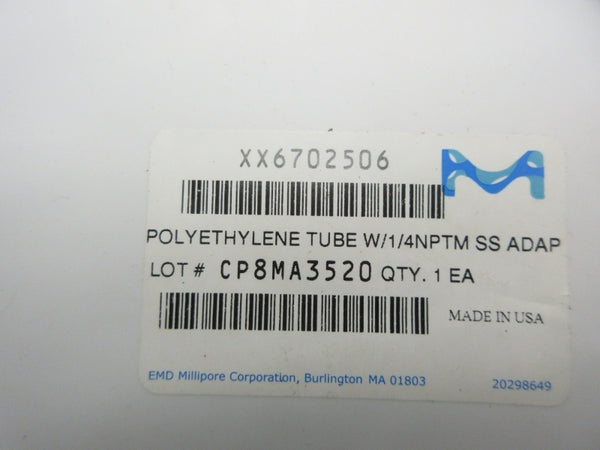 XX6702506
POLYETHYLENE TUBE W/1/4NPTM SS ADAP
LOT # CP8MA3520 QTY. 1 EA
MADE IN USA
EMD Millipore Corporation, Burlington MA 01803 20298649